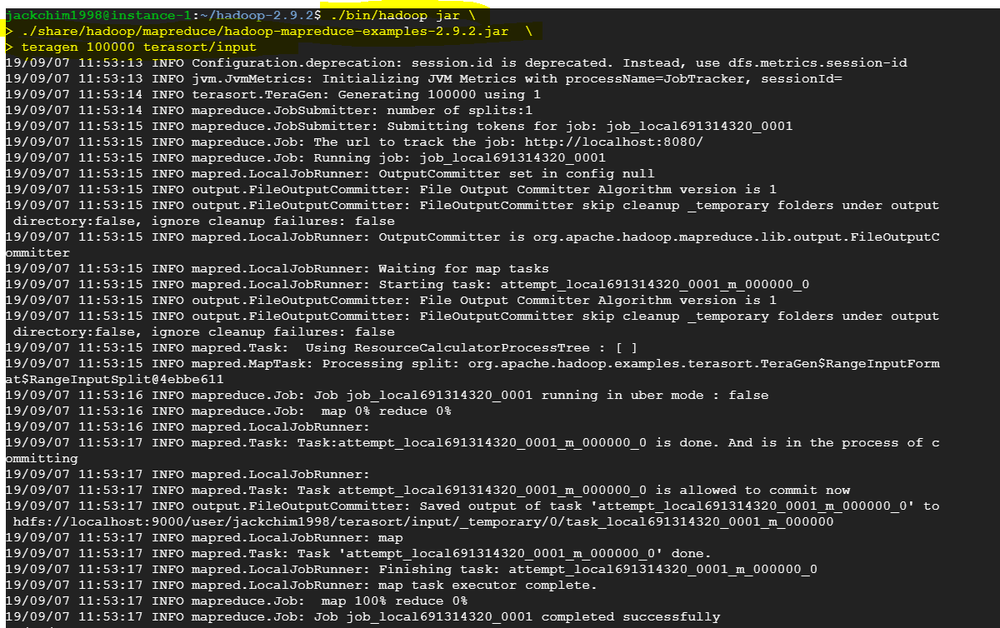 jackchim1998@instance-1:~/hadoop-2.9.2$ ./bin/hadoop jar \
> ./share/hadoop/mapreduce/hadoop-mapreduce-examples-2.9.2.jar  \
> teragen 100000 terasort/input
19/09/07 11:53:13 INFO Configuration.deprecation: session.id is deprecated. Instead, use dfs.metrics.session-id
19/09/07 11:53:13 INFO jvm.JvmMetrics: Initializing JVM Metrics with processName=JobTracker, sessionId=
19/09/07 11:53:14 INFO terasort.TeraGen: Generating 100000 using 1
19/09/07 11:53:14 INFO mapreduce.JobSubmitter: number of splits:1
19/09/07 11:53:15 INFO mapreduce.JobSubmitter: Submitting tokens for job: job_local691314320_0001
19/09/07 11:53:15 INFO mapreduce.Job: The url to track the job: http://localhost:8080/
19/09/07 11:53:15 INFO mapreduce.Job: Running job: job_local691314320_0001
19/09/07 11:53:15 INFO mapred.LocalJobRunner: OutputCommitter set in config null
19/09/07 11:53:15 INFO output.FileOutputCommitter: File Output Committer Algorithm version is 1
19/09/07 11:53:15 INFO output.FileOutputCommitter: FileOutputCommitter skip cleanup _temporary folders under output
 directory:false, ignore cleanup failures: false
19/09/07 11:53:15 INFO mapred.LocalJobRunner: OutputCommitter is org.apache.hadoop.mapreduce.lib.output.FileOutputC
ommitter
19/09/07 11:53:15 INFO mapred.LocalJobRunner: Waiting for map tasks
19/09/07 11:53:15 INFO mapred.LocalJobRunner: Starting task: attempt_local691314320_0001_m_000000_0
19/09/07 11:53:15 INFO output.FileOutputCommitter: File Output Committer Algorithm version is 1
19/09/07 11:53:15 INFO output.FileOutputCommitter: FileOutputCommitter skip cleanup _temporary folders under output
 directory:false, ignore cleanup failures: false
19/09/07 11:53:15 INFO mapred.Task:  Using ResourceCalculatorProcessTree : [ ]
19/09/07 11:53:15 INFO mapred.MapTask: Processing split: org.apache.hadoop.examples.terasort.TeraGen$RangeInputForm
at$RangeInputSplit@4ebbe611
19/09/07 11:53:16 INFO mapreduce.Job: Job job_local691314320_0001 running in uber mode : false
19/09/07 11:53:16 INFO mapreduce.Job:  map 0% reduce 0%
19/09/07 11:53:16 INFO mapred.LocalJobRunner:
19/09/07 11:53:17 INFO mapred.Task: Task:attempt_local691314320_0001_m_000000_0 is done. And is in the process of c
ommitting
19/09/07 11:53:17 INFO mapred.LocalJobRunner:
19/09/07 11:53:17 INFO mapred.Task: Task attempt_local691314320_0001_m_000000_0 is allowed to commit now
19/09/07 11:53:17 INFO output.FileOutputCommitter: Saved output of task 'attempt_local691314320_0001_m_000000_0' to
 hdfs://localhost:9000/user/jackchim1998/terasort/input/_temporary/0/task_local691314320_0001_m_000000
19/09/07 11:53:17 INFO mapred.LocalJobRunner: map
19/09/07 11:53:17 INFO mapred.Task: Task 'attempt_local691314320_0001_m_000000_0' done.
19/09/07 11:53:17 INFO mapred.LocalJobRunner: Finishing task: attempt_local691314320_0001_m_000000_0
19/09/07 11:53:17 INFO mapred.LocalJobRunner: map task executor complete.
19/09/07 11:53:17 INFO mapreduce.Job:  map 100% reduce 0%
19/09/07 11:53:17 INFO mapreduce.Job: Job job_local691314320_0001 completed successfully